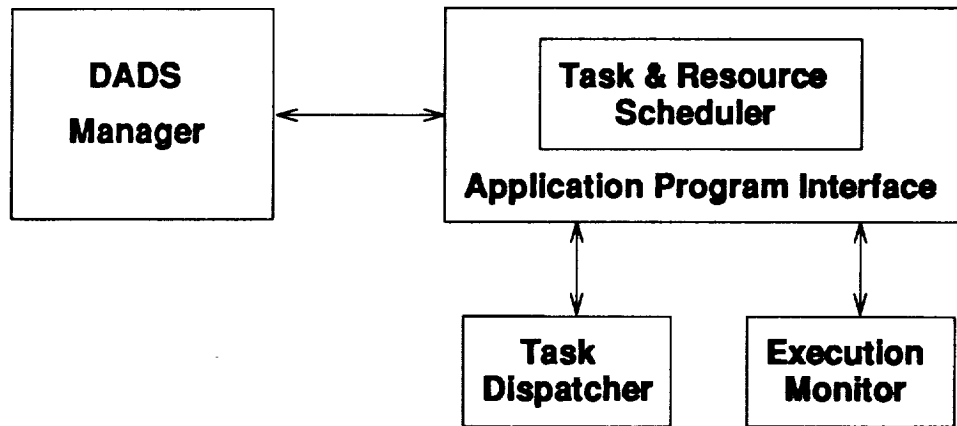 DADS
Manager
Task & Resource
Scheduler
Application Program Interface
Task
Dispatcher
Execution
Monitor